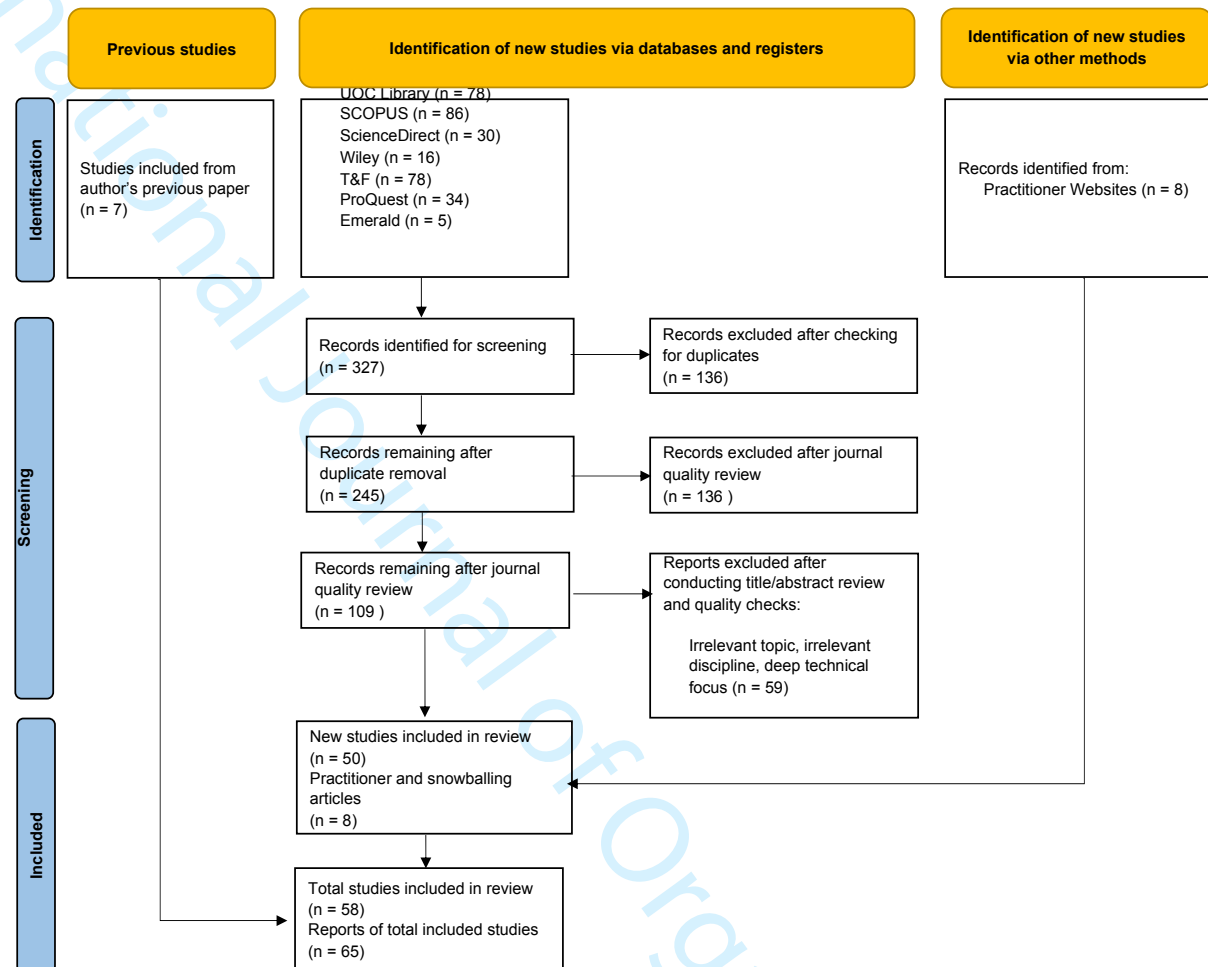 Previous studies
Identification of new studies via databases and registers
Identification of new studies
via other methods
Identification
Studies included from
author's previous paper
(n = 7)
UOC Library (n = 78)
SCOPUS (n = 86)
ScienceDirect (n = 30)
Wiley (n = 16)
T&F (n = 78)
ProQuest (n = 34)
Emerald (n = 5)
Records identified from:
Practitioner Websites (n = 8)
Screening
Records identified for screening
(n = 327)
Records excluded after checking
for duplicates
(n = 136)
Records remaining after
duplicate removal
(n = 245)
Records excluded after journal
quality review
(n = 136 )
Records remaining after journal
quality review
(n = 109 )
Reports excluded after
conducting title/abstract review
and quality checks:
Irrelevant topic, irrelevant
discipline, deep technical
focus (n = 59)
Included
New studies included in review
(n = 50)
Practitioner and snowballing
articles
(n = 8)
Total studies included in review
(n = 58)
Reports of total included studies
(n = 65)
national Journal of Org